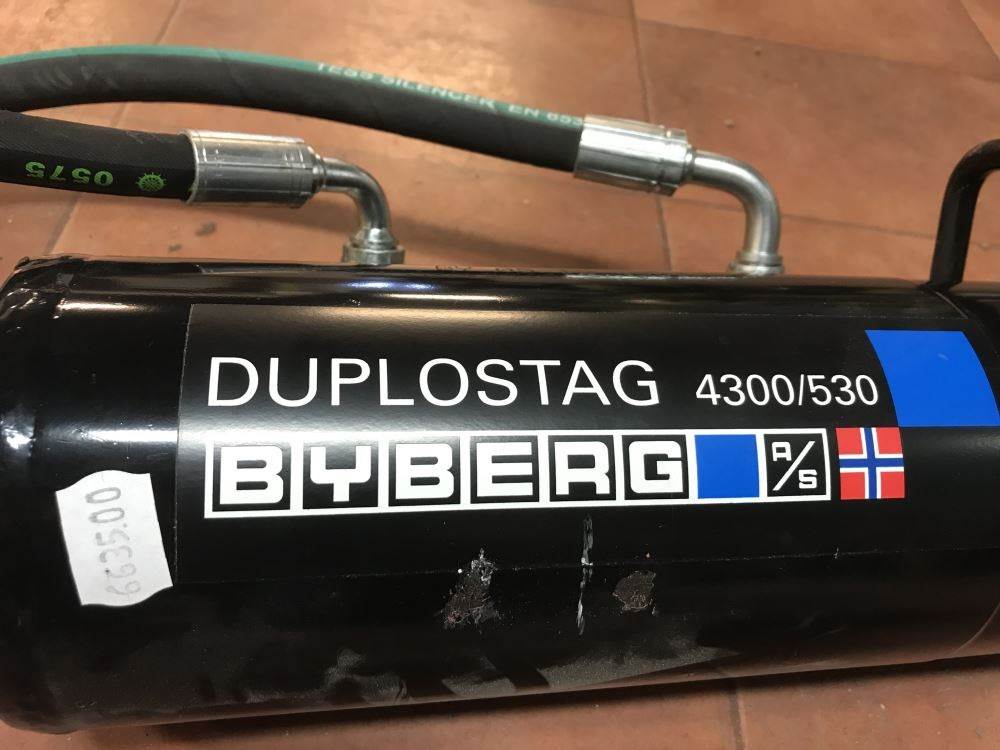 TESS SILENCER EN 853
0575
DUPLOSTAG 4300/530
BYBERG A/S
6635.00